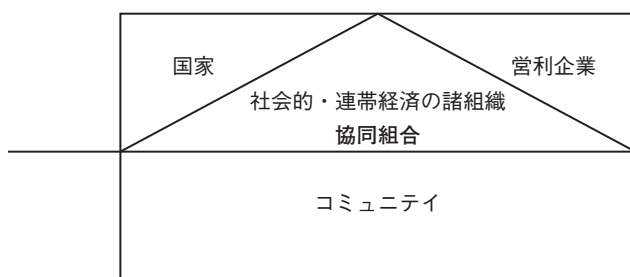 国家
営利企業
社会的・連帯経済の諸組織
協同組合
コミュニテイ